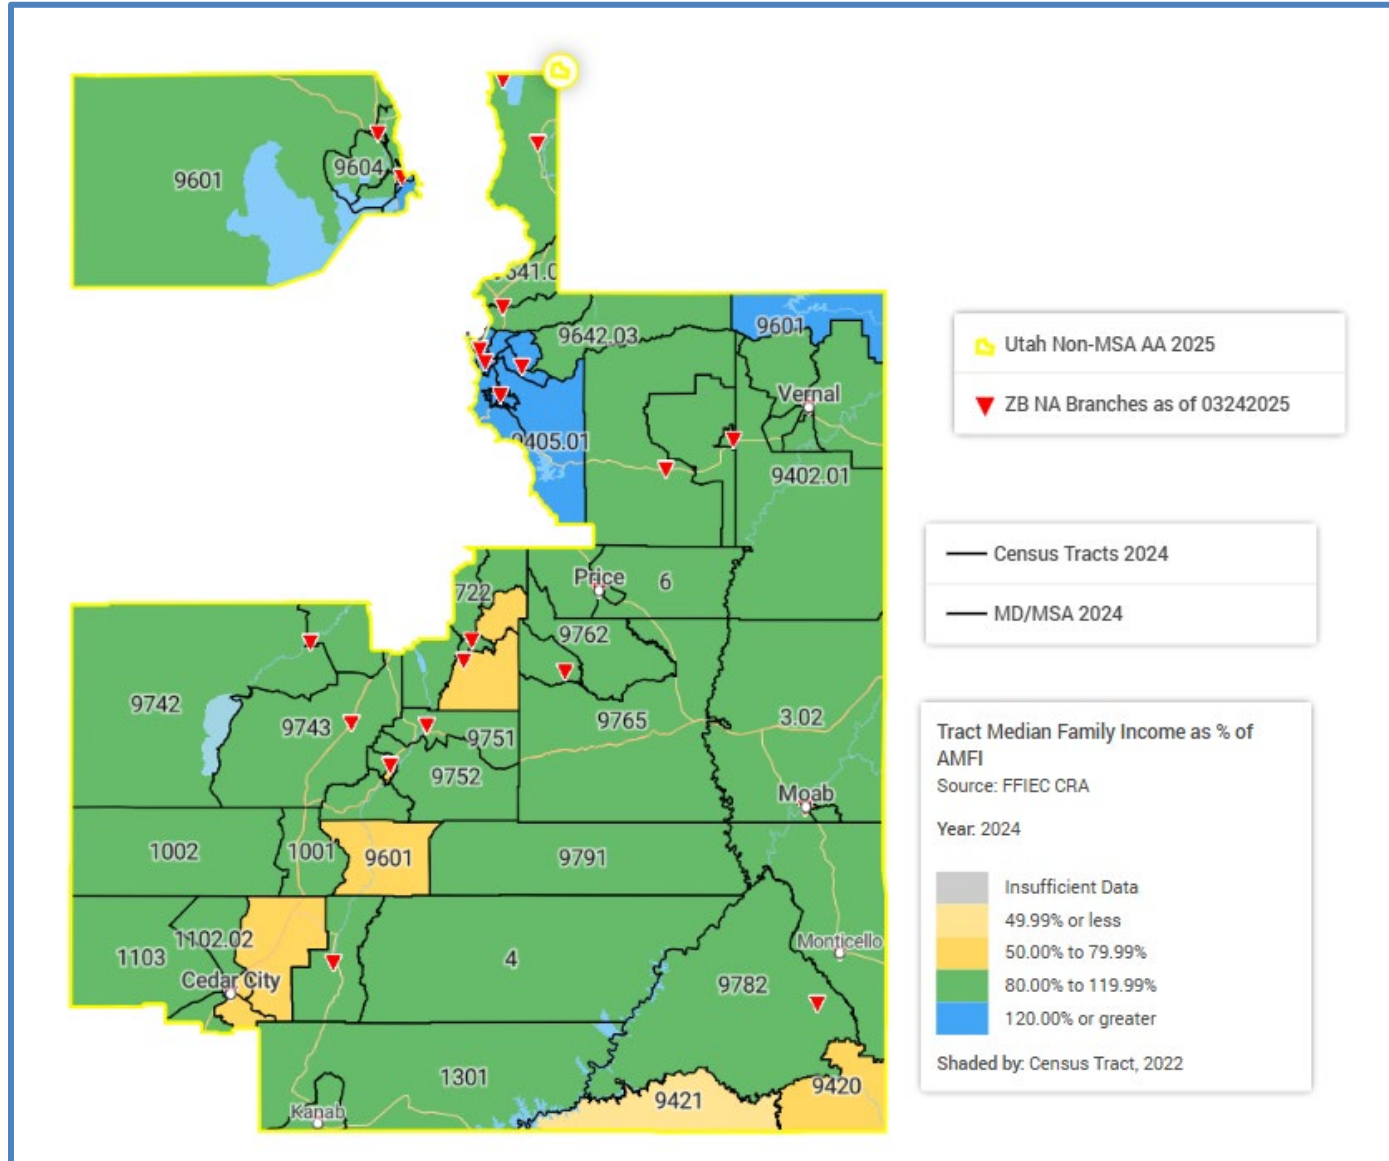 9604
9601
9641.0
9642.03
9601
Utah Non-MSA AA 2025
Vernal
ZB NA Branches as of 03242025
9405.01
9402.01
Census Tracts 2024
Price
6
722
MD/MSA 2024
9762
9742
9743
9765
3.02
9751
Tract Median Family Income as % of
AMFI
9752
Source: FFIEC CRA
Moab
Year: 2024
1002
1001
9601
9791
Insufficient Data
49.99% or less
1102.02
Monticello
50.00% to 79.99%
1103
4
Cedar City
9782
80.00% to 119.99%
120.00% or greater
Shaded by: Census Tract, 2022
1301
9420
9421
Kanab